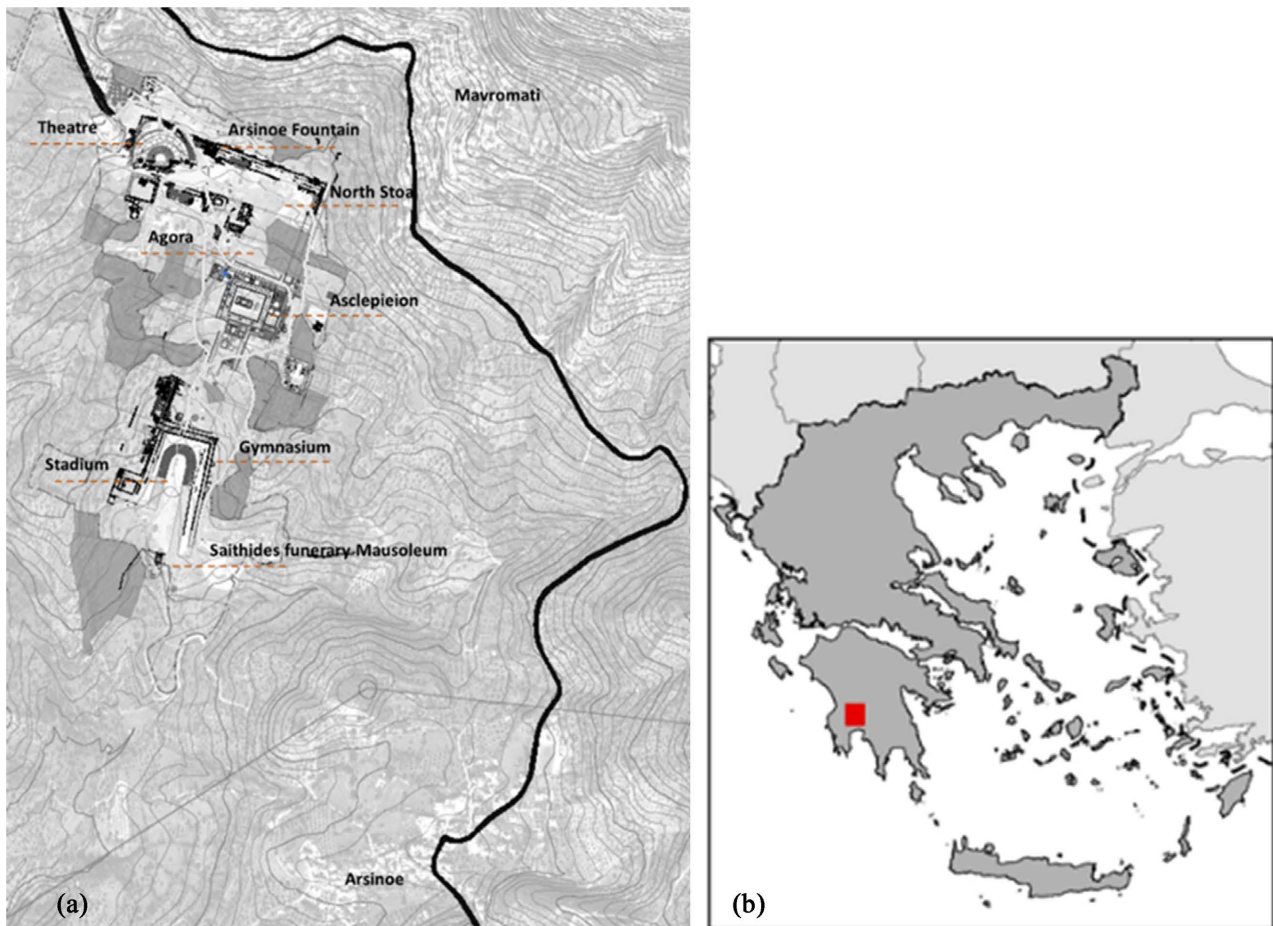 Mavromati
Theatre
Arsinoe Fountain
North Stoa
Agora
Asclepieion
Gymnasium
Stadium
Saithides funerary Mausoleum
Arsinoe
(a)
(b)